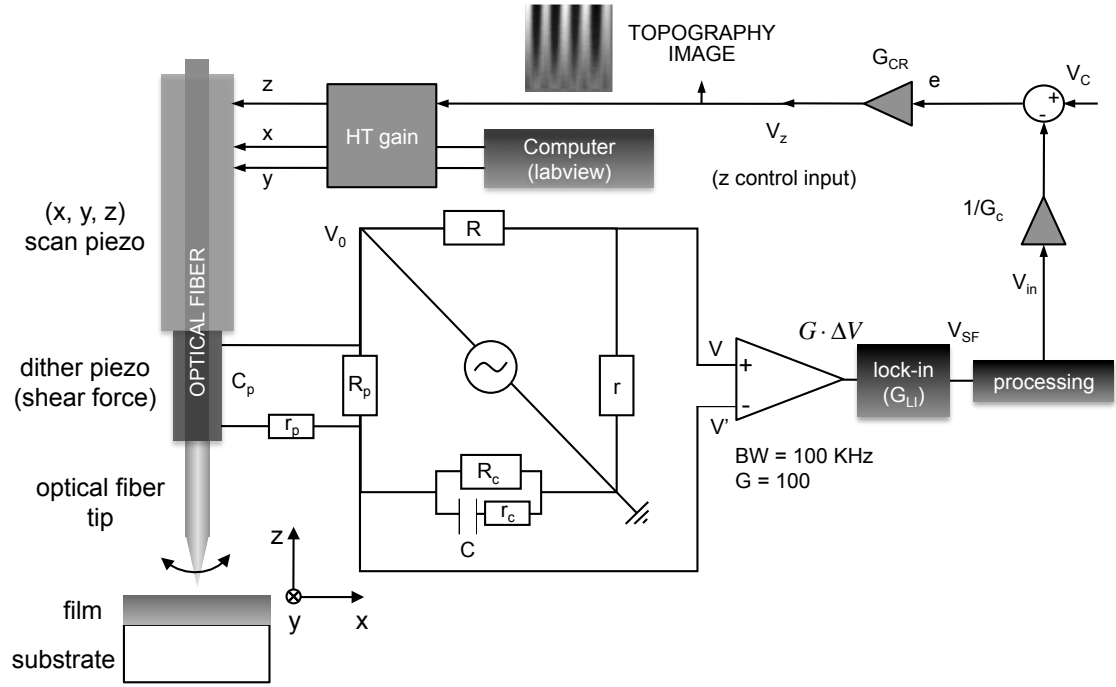 TOPOGRAPHY
IMAGE
G_CR
e
V_C
+
-
z
x
y
HT gain
Computer
(labview)
V_z
(z control input)
1/G_c
V_in
(x, y, z)
scan piezo
OPTICAL FIBER
V_0
R
dither piezo
(shear force)
C_p
R_p
r_p
r
R_c
r_c
C
V
+
-
V'
G · ΔV
lock-in
(G_LI)
V_SF
processing
BW = 100 KHz
G = 100
optical fiber
tip
z
y
x
film
substrate